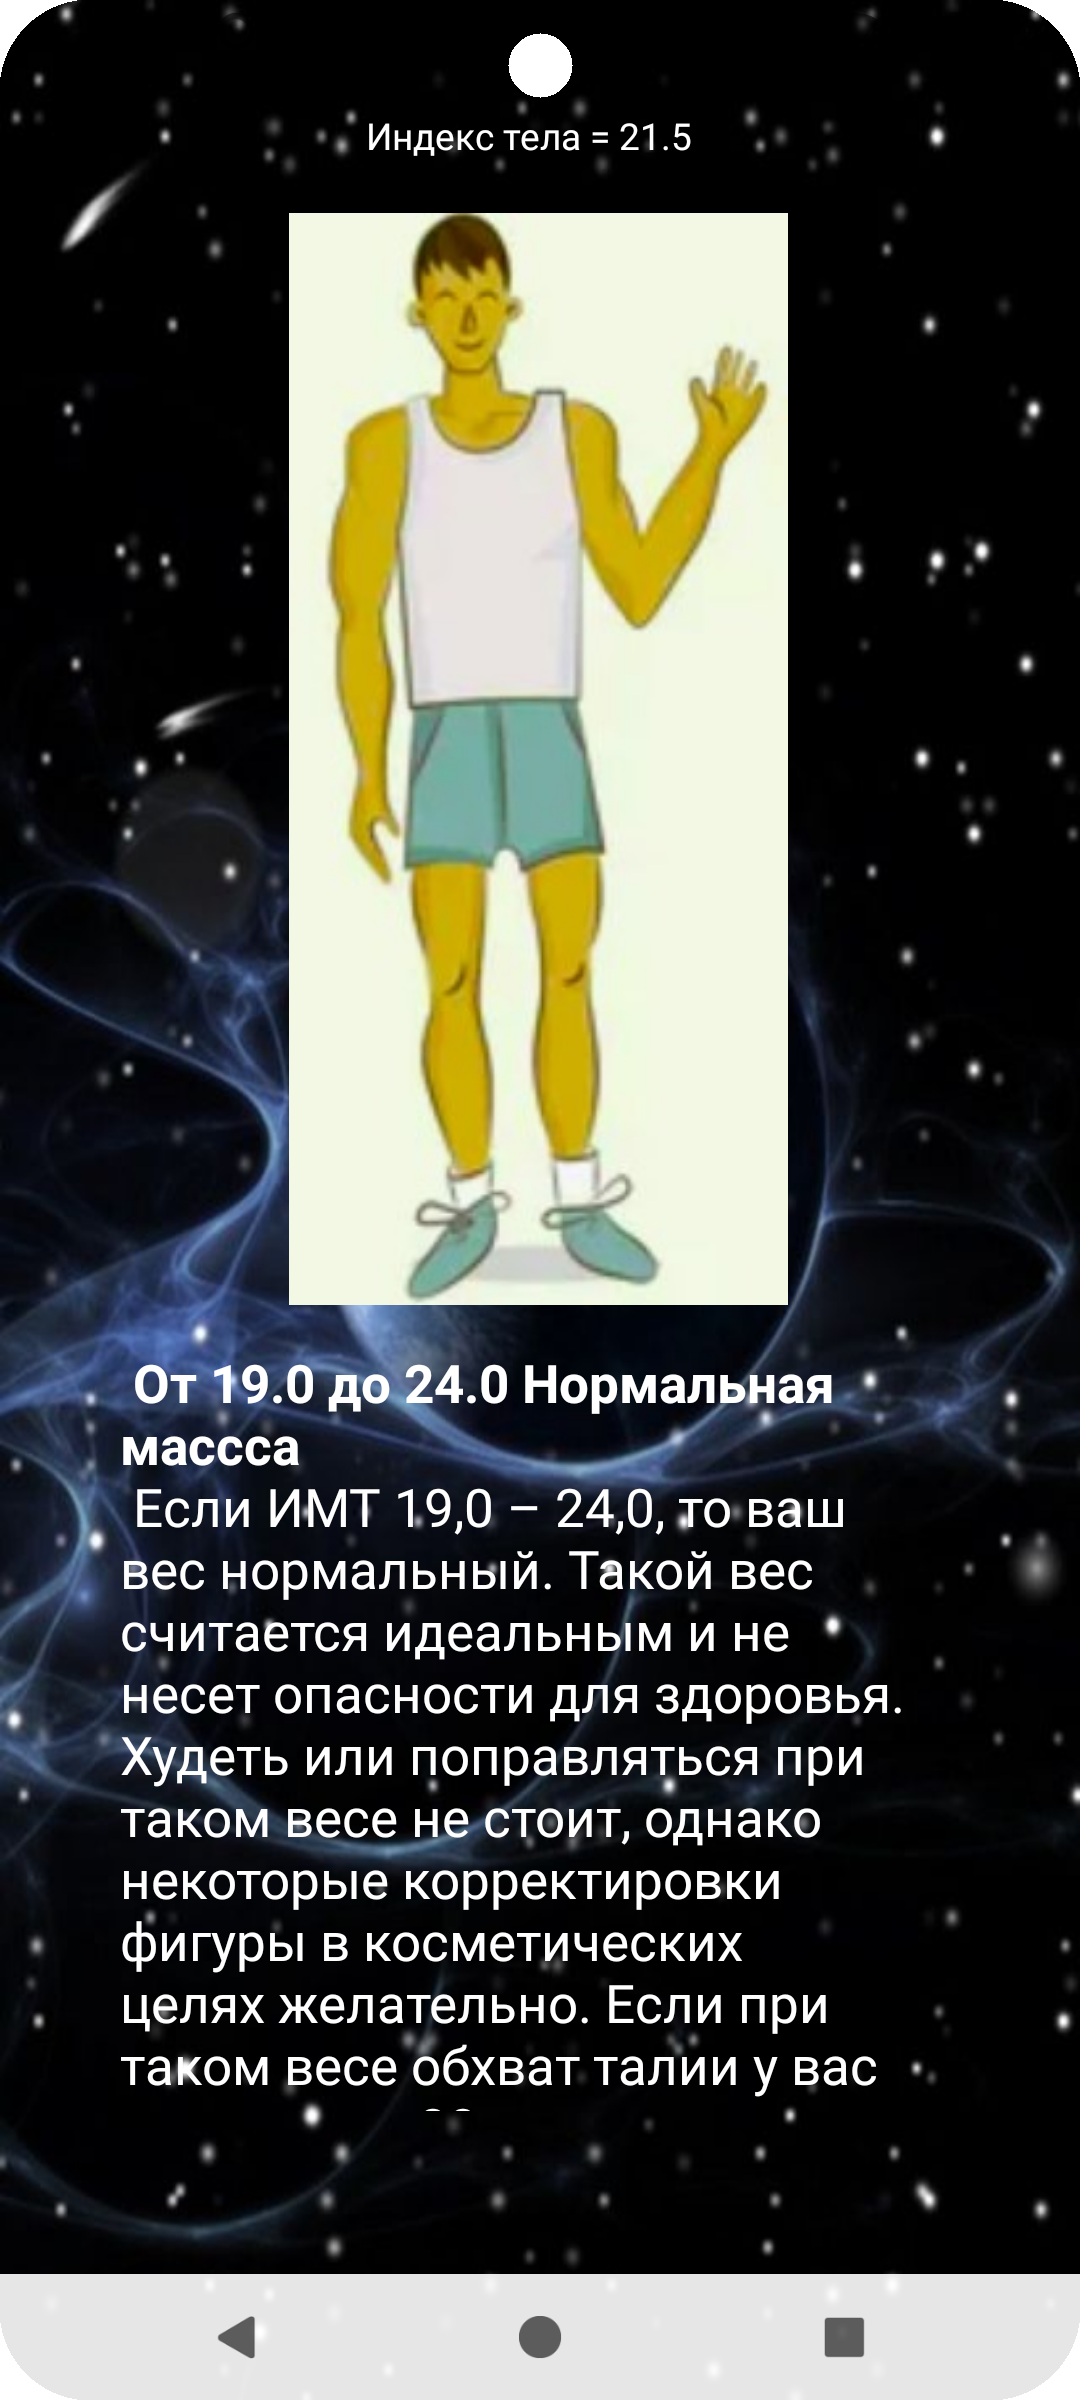 Индекс тела = 21.5
От 19.0 до 24.0 Нормальная
массса
Если ИМТ 19,0 – 24,0, то ваш
вес нормальный. Такой вес
считается идеальным и не
несет опасности для здоровья.
Худеть или поправляться при
таком весе не стоит, однако
некоторые корректировки
фигуры в косметических
целях желательно. Если при
таком весе обхват талии у вас